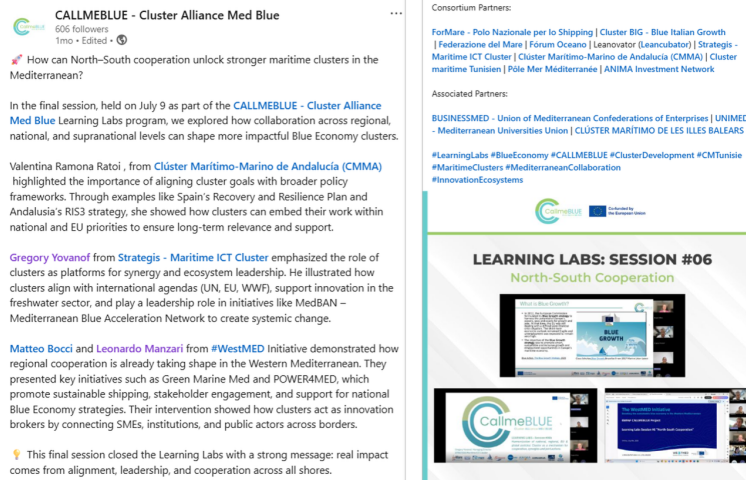 CALLMEBLUE - Cluster Alliance Med Blue
606 followers
1mo • Edited •
🚀 How can North–South cooperation unlock stronger maritime clusters in the
Mediterranean?
In the final session, held on July 9 as part of the CALLMEBLUE - Cluster Alliance
Med Blue Learning Labs program, we explored how collaboration across regional,
national, and supranational levels can shape more impactful Blue Economy clusters.
Valentina Ramona Ratoi , from Clúster Marítimo-Marino de Andalucía (CMMA)
highlighted the importance of aligning cluster goals with broader policy
frameworks. Through examples like Spain's Recovery and Resilience Plan and
Andalusia's RIS3 strategy, she showed how clusters can embed their work within
national and EU priorities to ensure long-term relevance and support.
Gregory Yovanof from Strategis - Maritime ICT Cluster emphasized the role of
clusters as platforms for synergy and ecosystem leadership. He illustrated how
clusters align with international agendas (UN, EU, WWF), support innovation in the
freshwater sector, and play a leadership role in initiatives like MedBAN –
Mediterranean Blue Acceleration Network to create systemic change.
Matteo Bocci and Leonardo Manzari from #WestMED Initiative demonstrated how
regional cooperation is already taking shape in the Western Mediterranean. They
presented key initiatives such as Green Marine Med and POWER4MED, which
promote sustainable shipping, stakeholder engagement, and support for national
Blue Economy strategies. Their intervention showed how clusters act as innovation
brokers by connecting SMEs, institutions, and public actors across borders.
💡 This final session closed the Learning Labs with a strong message: real impact
comes from alignment, leadership, and cooperation across all shores.
Consortium Partners:
ForMare - Polo Nazionale per lo Shipping | Cluster BIG - Blue Italian Growth
| Federazione del Mare | Fórum Oceano | Leanovator (Leancubator) | Strategis -
Maritime ICT Cluster | Clúster Marítimo-Marino de Andalucía (CMMA) | Cluster
maritime Tunisien | Pôle Mer Méditerranée | ANIMA Investment Network
Associated Partners:
BUSINESSMED - Union of Mediterranean Confederations of Enterprises | UNIMED
- Mediterranean Universities Union | CLÚSTER MARÍTIMO DE LES ILLES BALEARS
#LearningLabs #BlueEconomy #CALLMEBLUE #ClusterDevelopment #CMTunisie
#MaritimeClusters #MediterraneanCollaboration
#InnovationEcosystems
CallmeBLUE
Co-funded by
the European Union
LEARNING LABS: SESSION #06
North-South Cooperation
What is Blue Growth?
BLUE
GROWTH
CallmeBLUE
The WestMED Initiative